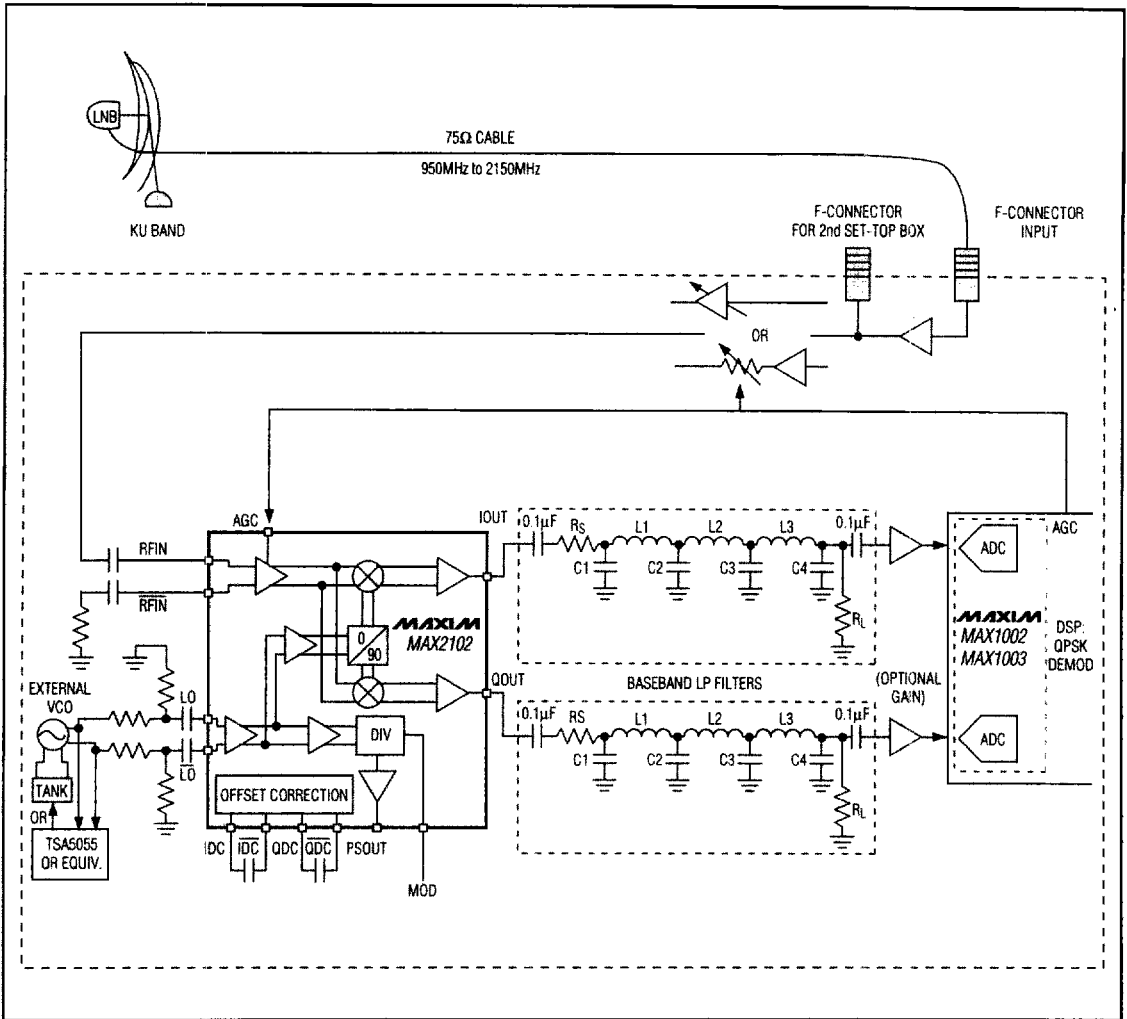 LNB
75Ω CABLE
950MHz to 2150MHz
KU BAND
F-CONNECTOR
FOR 2nd SET-TOP BOX
F-CONNECTOR
INPUT
OR
AGC
IOUT
0.1µF
RS
L1
L2
L3
0.1µF
C1
C2
C3
C4
RL
AGC
ADC
RFIN
RFIN
MAXIM
MAX2102
0
90
MAXIM
MAX1002
MAX1003
DSP:
QPSK
DEMOD
EXTERNAL
VCO
LO
LO
QOUT
BASEBAND LP FILTERS
(OPTIONAL
GAIN)
0.1µF
RS
L1
L2
L3
0.1µF
C1
C2
C3
C4
RL
ADC
DIV
TANK
OR
TSA5055
OR EQUIV.
OFFSET CORRECTION
IDC
IDC
QDC
QDC
PSOUT
MOD